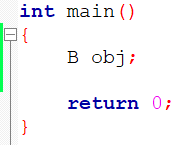 int main()
{
B obj;
return 0;
}